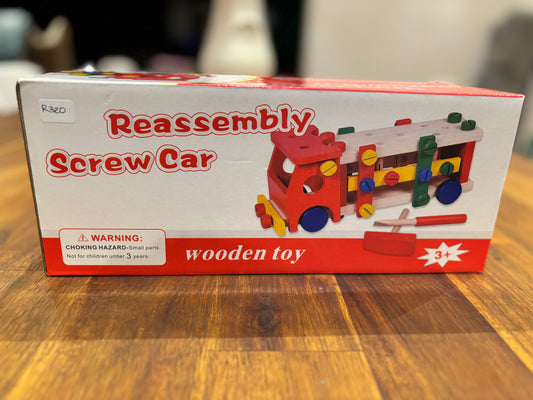 R320
Reassembly
Screw Car
⚠ WARNING:
CHOKING HAZARD-Small parts
Not for children under 3 years.
wooden toy
3+